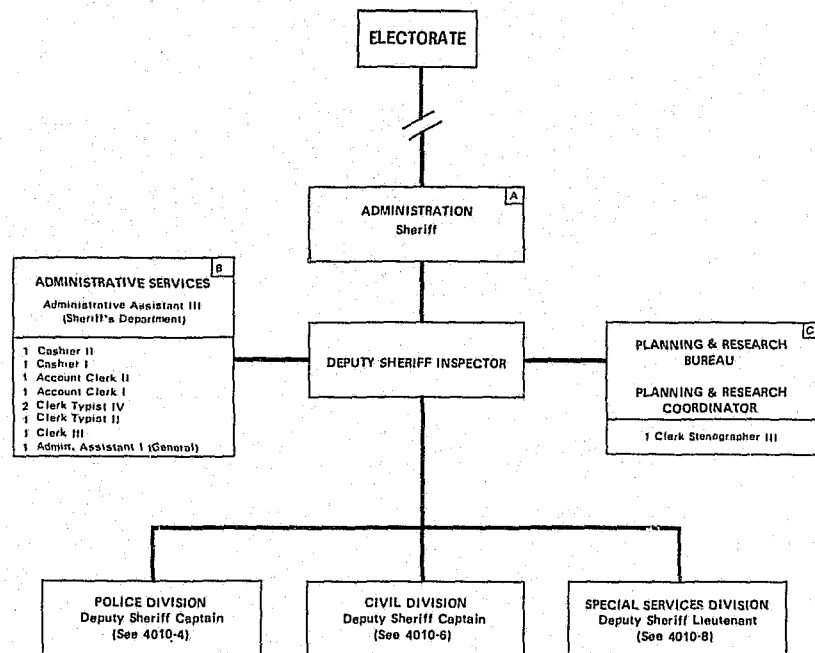 ELECTORATE
A
ADMINISTRATION
Sheriff
B
ADMINISTRATIVE SERVICES
Administrative Assistant III
(Sheriff's Department)
1 Cashier II
1 Cashier I
1 Account Clerk II
1 Account Clerk I
2 Clerk Typist IV
1 Clerk Typist II
1 Clerk III
1 Admin. Assistant I (General)
DEPUTY SHERIFF INSPECTOR
C
PLANNING & RESEARCH
BUREAU
PLANNING & RESEARCH
COORDINATOR
1 Clerk Stenographer III
POLICE DIVISION
Deputy Sheriff Captain
(See 4010-4)
CIVIL DIVISION
Deputy Sheriff Captain
(See 4010-6)
SPECIAL SERVICES DIVISION
Deputy Sheriff Lieutenant
(See 4010-8)